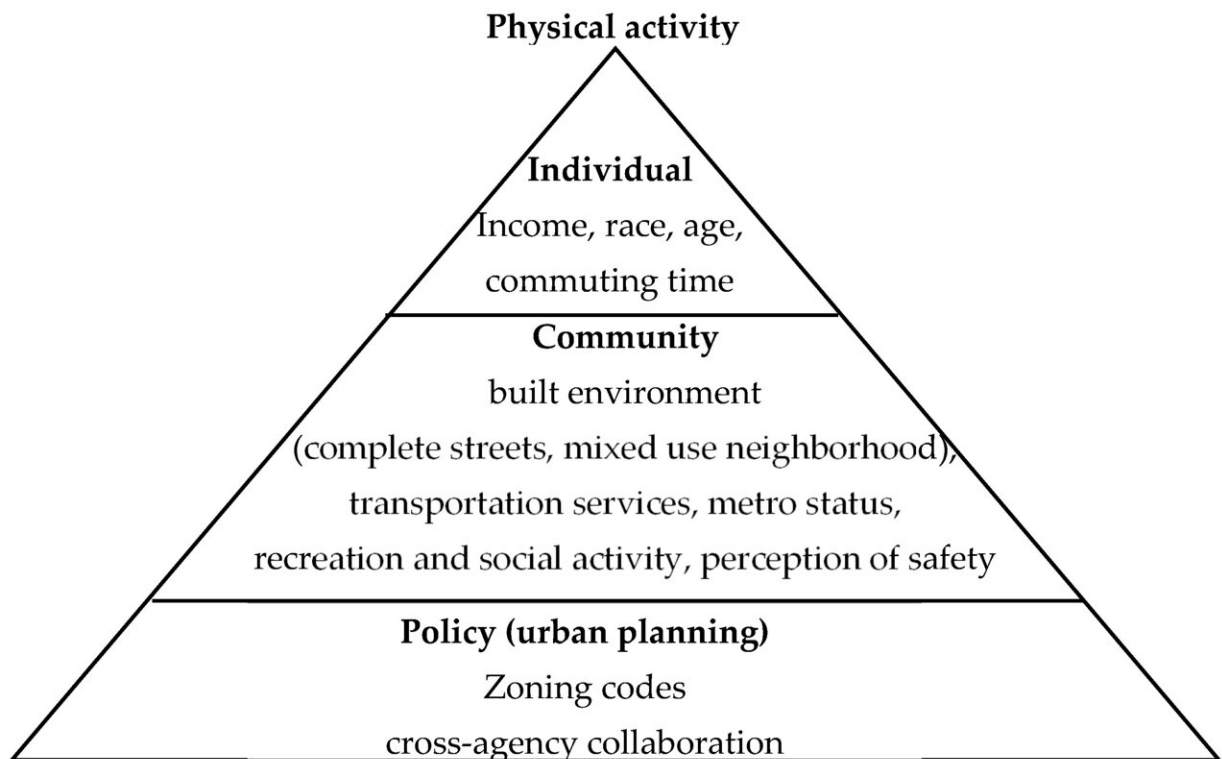 Physical activity
Individual
Income, race, age,
commuting time
Community
built environment
(complete streets, mixed use neighborhood),
transportation services, metro status,
recreation and social activity, perception of safety
Policy (urban planning)
Zoning codes
cross-agency collaboration